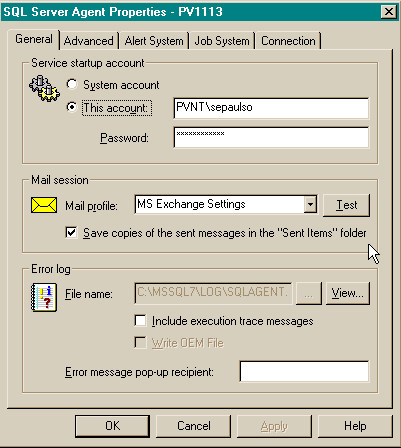 SQL Server Agent Properties - PV1113
General
Advanced
Alert System
Job System
Connection
Service startup account
System account
This account:
PVNT\sepaulso
Password:
************
Mail session
Mail profile:
MS Exchange Settings
Test
Save copies of the sent messages in the "Sent Items" folder
Error log
File name:
C:\MSSQL7\LOG\SQLAGENT.
...
View...
Include execution trace messages
Write OEM File
Error message pop-up recipient:
OK
Cancel
Apply
Help